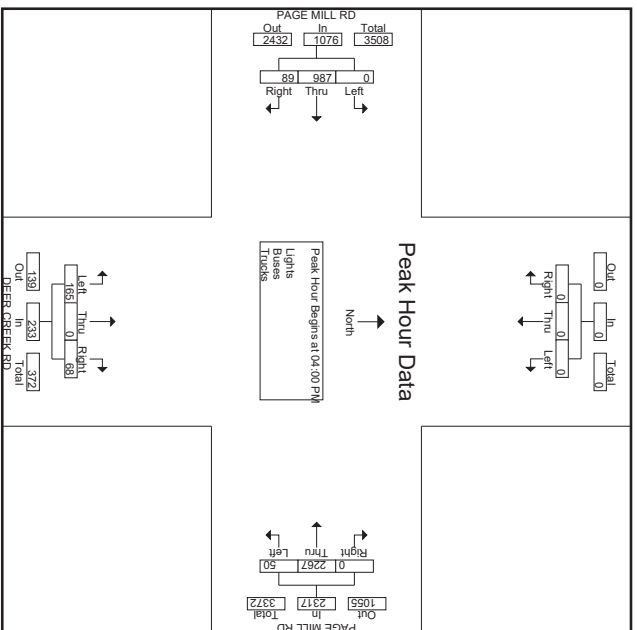 PAGE MILL RD
Out In Total
2432 1076 3508
89 987 0
Right Thru Left
Out In Total
0 0 0
0 0 0
Right Thru Left
Peak Hour Data
North
Peak Hour Begins at 04:00 PM
Lights
Buses
Trucks
Left Thru Right
165 0 68
Out In Total
139 233 372
DEER CREEK RD
Left Thru Right
50 2267 0
Total In Out
3372 2317 1055
PAGE MILL RD